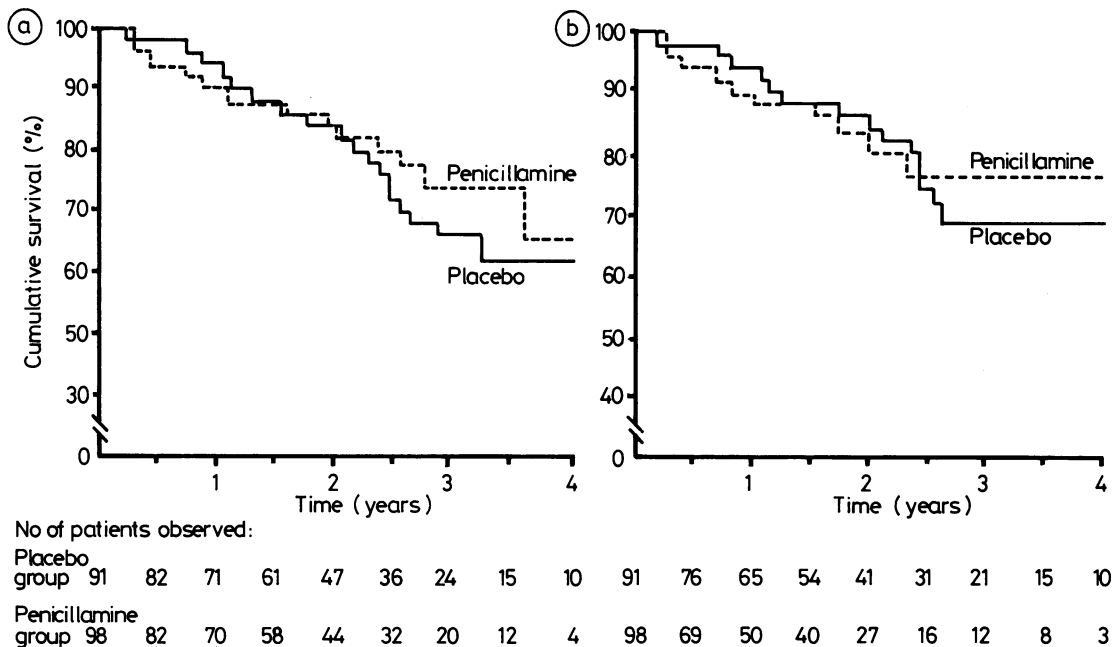 a
100
90
80
70
60
50
30
0
Cumulative survival (%)
Penicillamine
Placebo
1 2 3 4
Time (years)
b
100
90
80
70
60
50
40
0
Penicillamine
Placebo
1 2 3 4
Time (years)
No of patients observed:
Placebo
group 91 82 71 61 47 36 24 15 10 91 76 65 54 41 31 21 15 10
Penicillamine
group 98 82 70 58 44 32 20 12 4 98 69 50 40 27 16 12 8 3